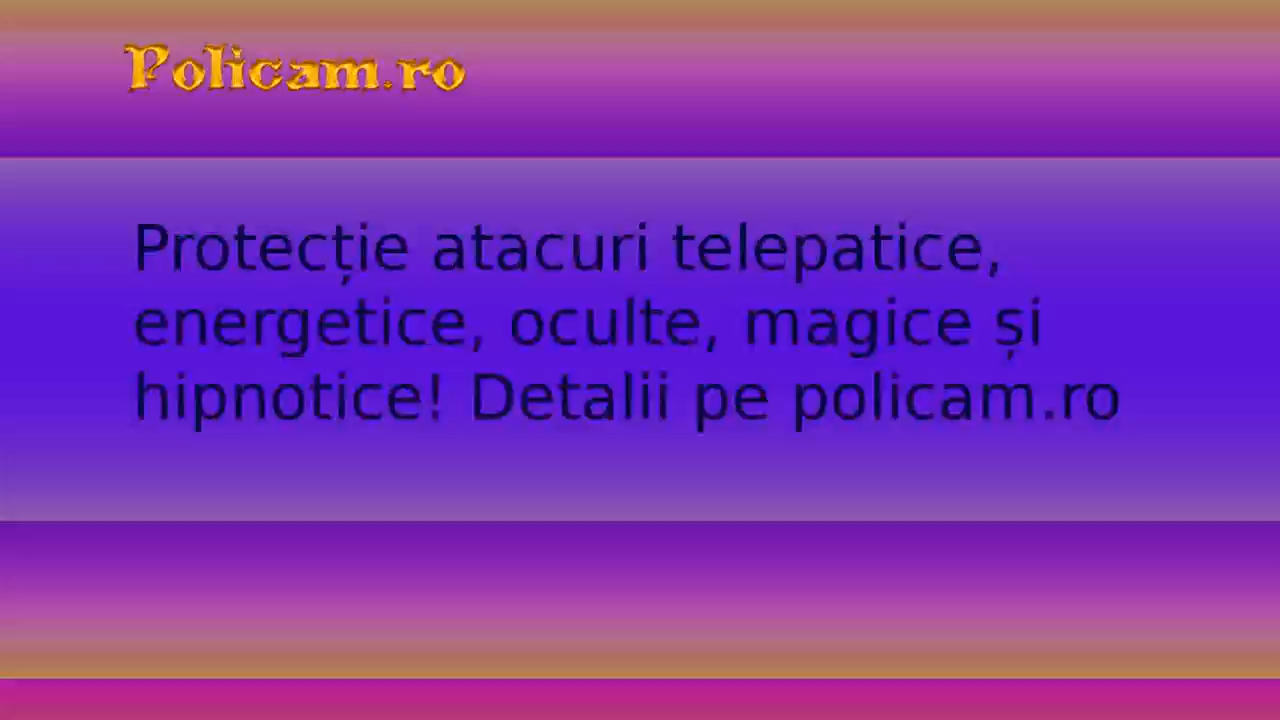 Policam.ro
Protecție atacuri telepatice,
energetice, oculte, magice și
hipnotice! Detalii pe policam.ro